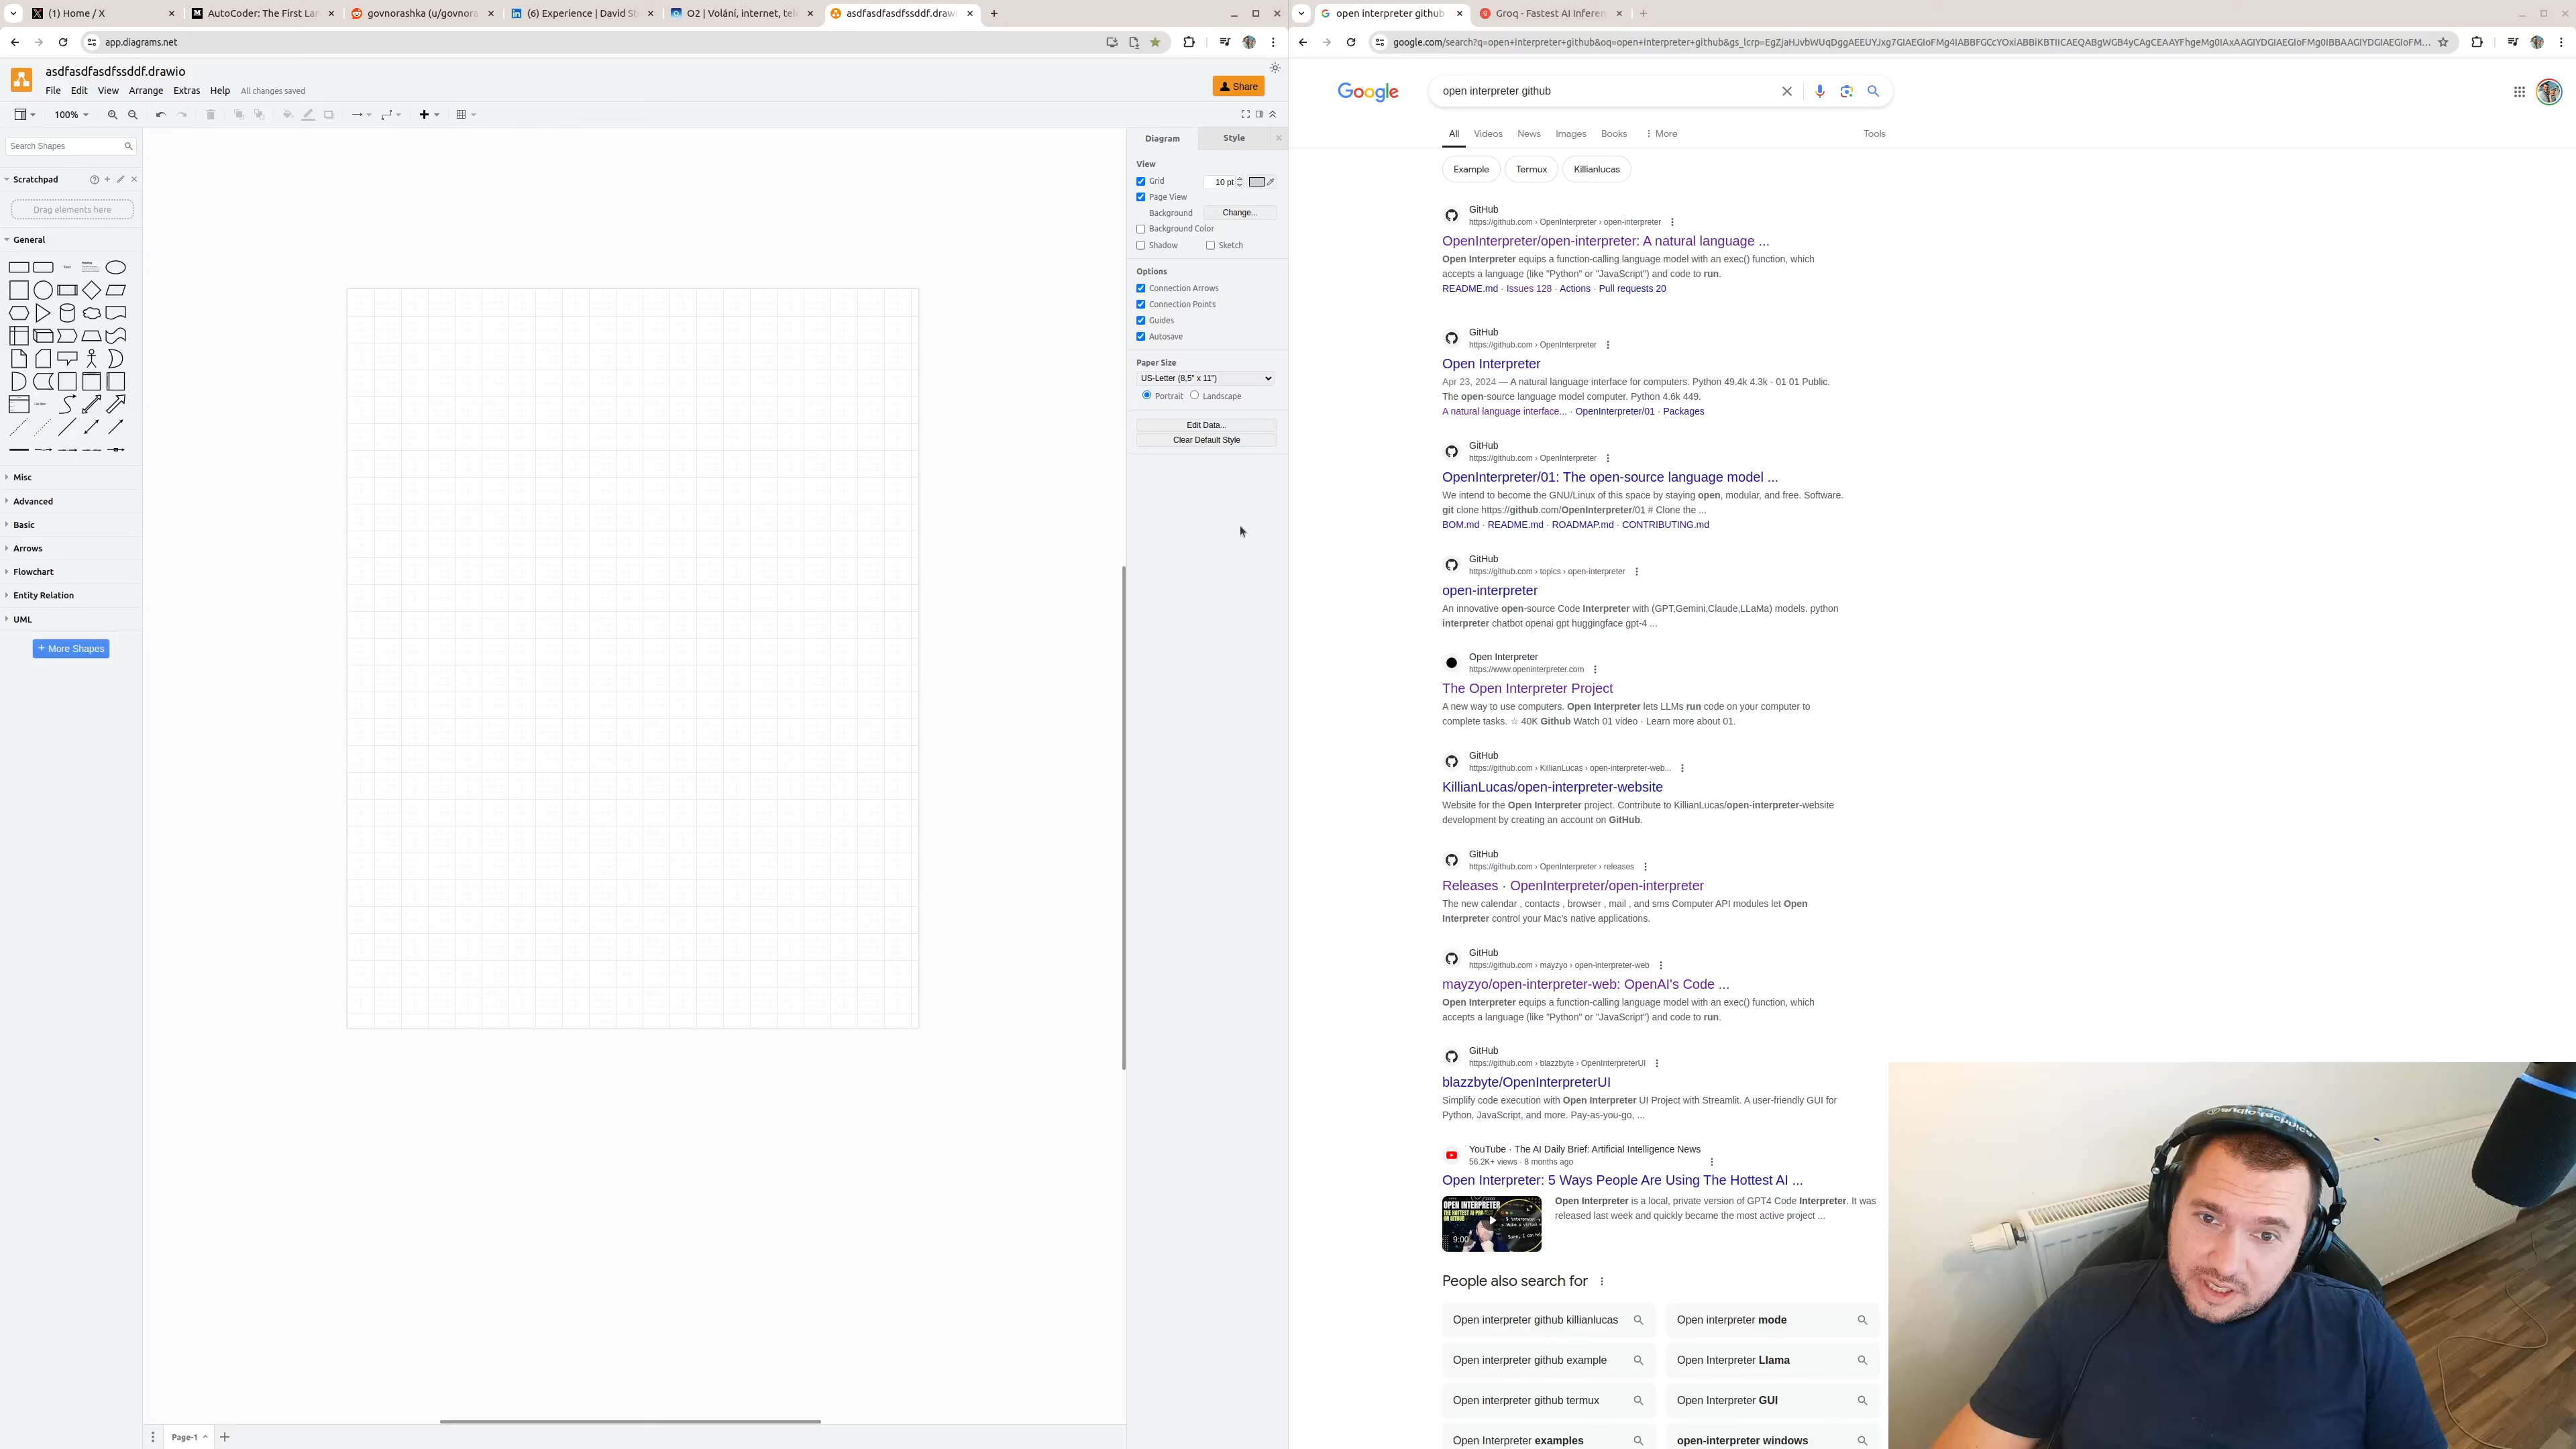 (1) Home / X
AutoCoder: The First Lar
govnorashka (u/govnora
(6) Experience | David St
O2 | Volání, internet, tele
asdfasdfasdfssddf.drawi
app.diagrams.net
asdfasdfasdfssddf.drawio
File Edit View Arrange Extras Help All changes saved
Share
100%
Search Shapes
Scratchpad
Drag elements here
General
Text
Heading
List Item
Misc
Advanced
Basic
Arrows
Flowchart
Entity Relation
UML
+ More Shapes
Diagram Style
View
Grid 10 pt
Page View
Background Change...
Background Color
Shadow Sketch
Options
Connection Arrows
Connection Points
Guides
Autosave
Paper Size
US-Letter (8,5" x 11")
Portrait Landscape
Edit Data...
Clear Default Style
Page-1
open interpreter github
Groq - Fastest AI Inferen
google.com/search?q=open+interpreter+github&oq=open+interpreter+github&gs_lcrp=
Google
open interpreter github
All Videos News Images Books More Tools
Example Termux Killianlucas
GitHub
https://github.com › OpenInterpreter › open-interpreter
OpenInterpreter/open-interpreter: A natural language ...
Open Interpreter equips a function-calling language model with an exec() function, which
accepts a language (like "Python" or "JavaScript") and code to run.
README.md · Issues 128 · Actions · Pull requests 20
GitHub
https://github.com › OpenInterpreter
Open Interpreter
Apr 23, 2024 — A natural language interface for computers. Python 49.4k 4.3k · 01 01 Public.
The open-source language model computer. Python 4.6k 449.
A natural language interface... · OpenInterpreter/01 · Packages
GitHub
https://github.com › OpenInterpreter
OpenInterpreter/01: The open-source language model ...
We intend to become the GNU/Linux of this space by staying open, modular, and free. Software.
git clone https://github.com/OpenInterpreter/01 # Clone the ...
BOM.md · README.md · ROADMAP.md · CONTRIBUTING.md
GitHub
https://github.com › topics › open-interpreter
open-interpreter
An innovative open-source Code Interpreter with (GPT,Gemini,Claude,LLaMa) models. python
interpreter chatbot openai gpt huggingface gpt-4 ...
Open Interpreter
https://www.openinterpreter.com
The Open Interpreter Project
A new way to use computers. Open Interpreter lets LLMs run code on your computer to
complete tasks. ☆ 40K Github Watch 01 video · Learn more about 01.
GitHub
https://github.com › KillianLucas › open-interpreter-web...
KillianLucas/open-interpreter-website
Website for the Open Interpreter project. Contribute to KillianLucas/open-interpreter-website
development by creating an account on GitHub.
GitHub
https://github.com › OpenInterpreter › releases
Releases · OpenInterpreter/open-interpreter
The new calendar , contacts , browser , mail , and sms Computer API modules let Open
Interpreter control your Mac's native applications.
GitHub
https://github.com › mayzyo › open-interpreter-web
mayzyo/open-interpreter-web: OpenAI's Code ...
Open Interpreter equips a function-calling language model with an exec() function, which
accepts a language (like "Python" or "JavaScript") and code to run.
GitHub
https://github.com › blazzbyte › OpenInterpreterUI
blazzbyte/OpenInterpreterUI
Simplify code execution with Open Interpreter UI Project with Streamlit. A user-friendly GUI for
Python, JavaScript, and more. Pay-as-you-go, ...
YouTube · The AI Daily Brief: Artificial Intelligence News
56.2K+ views · 8 months ago
Open Interpreter: 5 Ways People Are Using The Hottest AI ...
OPEN INTERPRETER
9:00
Open Interpreter is a local, private version of GPT4 Code Interpreter. It was
released last week and quickly became the most active project ...
People also search for
Open interpreter github killianlucas
Open interpreter mode
Open interpreter github example
Open Interpreter Llama
Open interpreter github termux
Open Interpreter GUI
Open Interpreter examples
open-interpreter windows